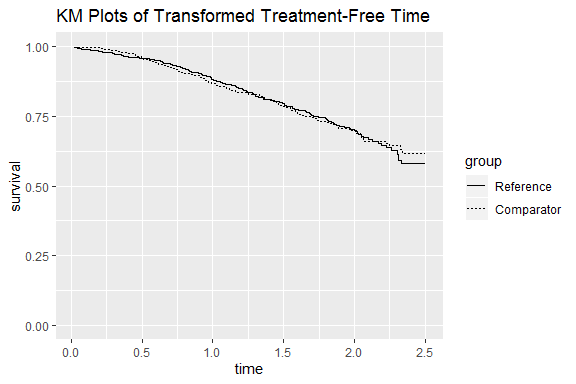 KM Plots of Transformed Treatment-Free Time
survival
1.00
0.75
0.50
0.25
0.00
0.0 0.5 1.0 1.5 2.0 2.5
time
group
Reference
Comparator